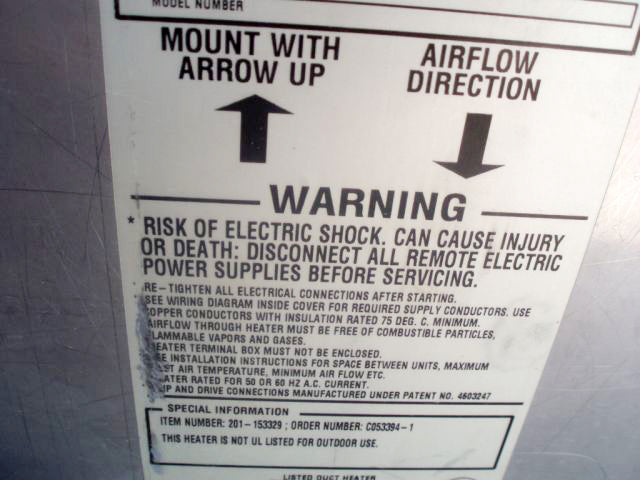 MODEL NUMBER
MOUNT WITH
ARROW UP
AIRFLOW
DIRECTION
WARNING
* RISK OF ELECTRIC SHOCK. CAN CAUSE INJURY
OR DEATH: DISCONNECT ALL REMOTE ELECTRIC
POWER SUPPLIES BEFORE SERVICING.
RE-TIGHTEN ALL ELECTRICAL CONNECTIONS AFTER STARTING.
SEE WIRING DIAGRAM INSIDE COVER FOR REQUIRED SUPPLY CONDUCTORS. USE
OPPER CONDUCTORS WITH INSULATION RATED 75 DEG. C. MINIMUM.
AIRFLOW THROUGH HEATER MUST BE FREE OF COMBUSTIBLE PARTICLES,
LAMMABLE VAPORS AND GASES.
EATER TERMINAL BOX MUST NOT BE ENCLOSED.
INSTALLATION INSTRUCTIONS FOR SPACE BETWEEN UNITS, MAXIMUM
AIR TEMPERATURE, MINIMUM AIR FLOW ETC.
ATER RATED FOR 50 OR 60 HZ A.C. CURRENT.
IP AND DRIVE CONNECTIONS MANUFACTURED UNDER PATENT NO. 4603247
SPECIAL INFORMATION
ITEM NUMBER: 201-153329 ; ORDER NUMBER: C053394-1
THIS HEATER IS NOT UL LISTED FOR OUTDOOR USE.
LISTED DUCT HEATER